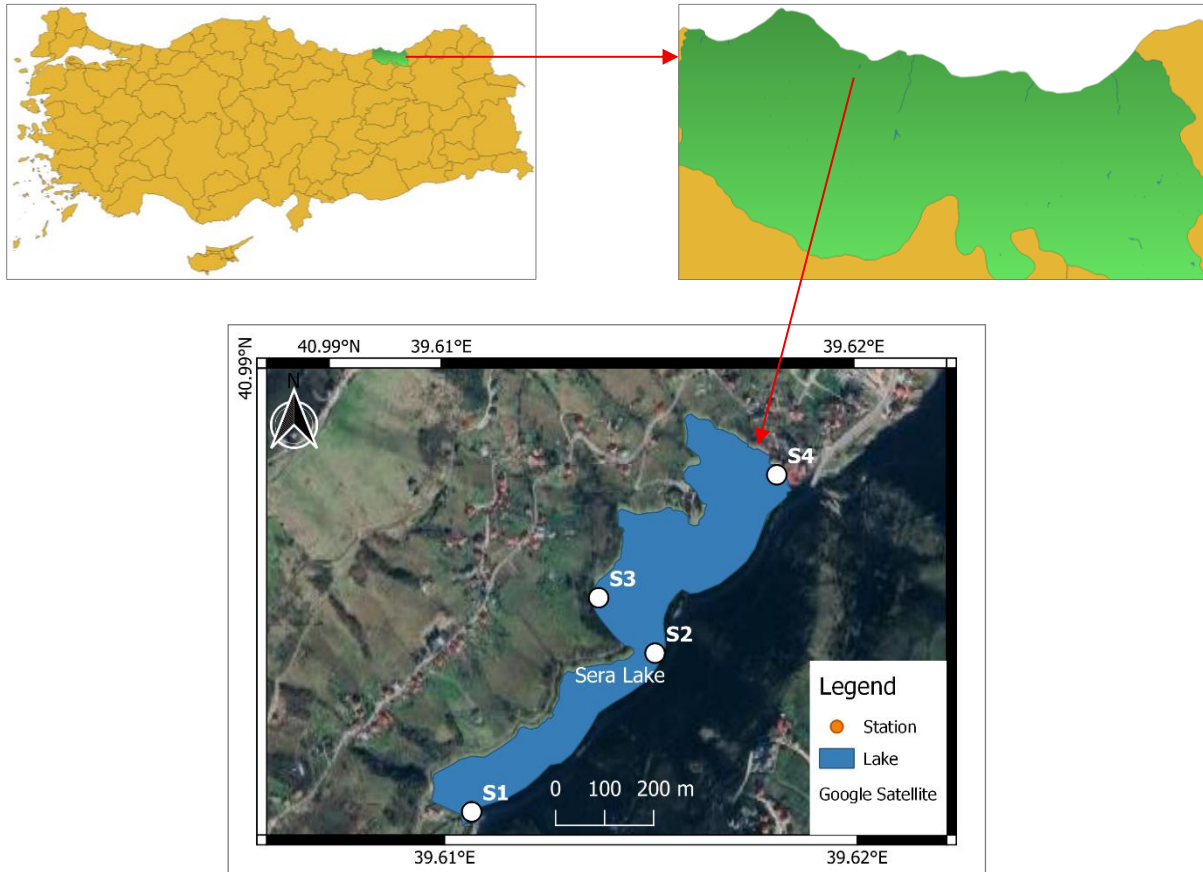 40.99°N 39.61°E 39.62°E
40.99°N
N
S4
S3
S2
Sera Lake
S1
0 100 200 m
Legend
Station
Lake
Google Satellite
39.61°E 39.62°E